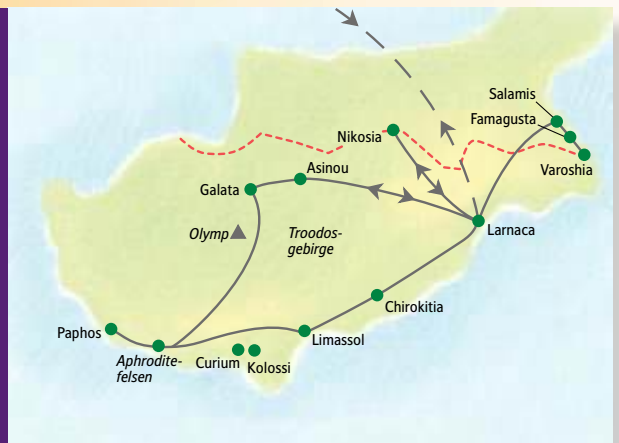 Salamis
Famagusta
Nikosia
Varoshia
Asinou
Galata
Olymp
Troodos-
gebirge
Larnaca
Chirokitia
Paphos
Limassol
Aphrodite-
felsen
Curium
Kolossi